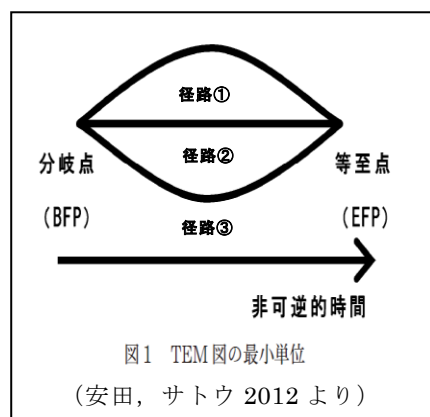 径路①
径路②
分岐点
(BFP)
等至点
(EFP)
径路③
非可逆的時間
図1 TEM図の最小単位
(安田,サトウ 2012 より)